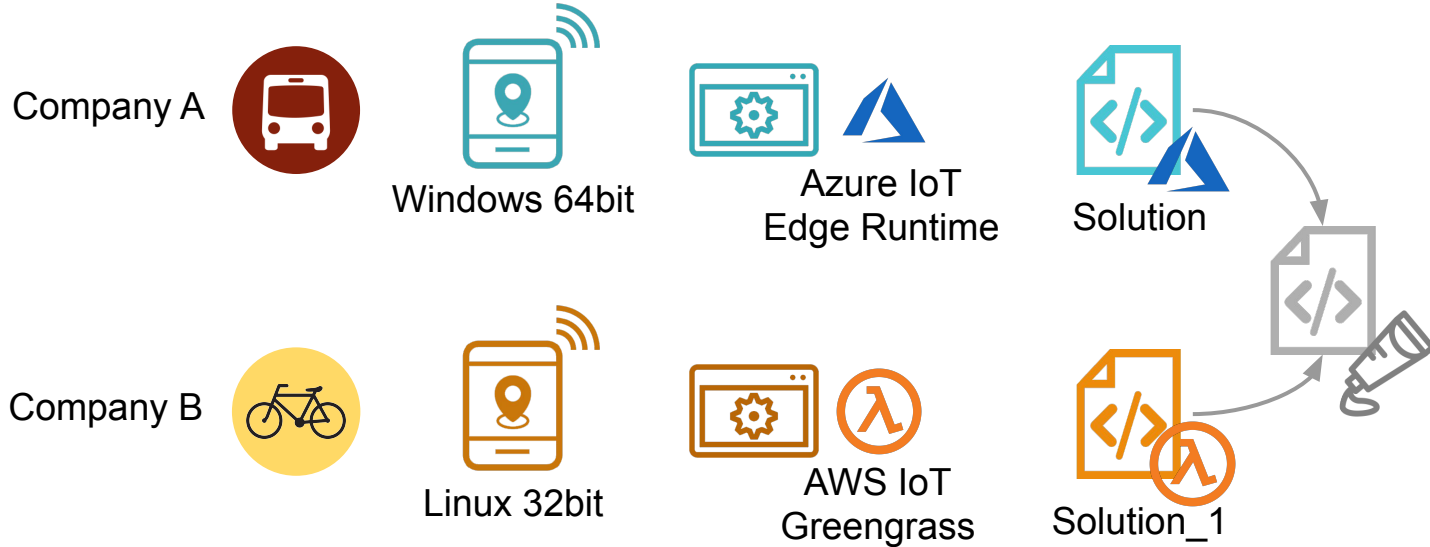 Company A
Windows 64bit
Azure IoT
Edge Runtime
</>
Solution
</>
Company B
Linux 32bit
λ
AWS IoT
Greengrass
</>
λ
Solution_1